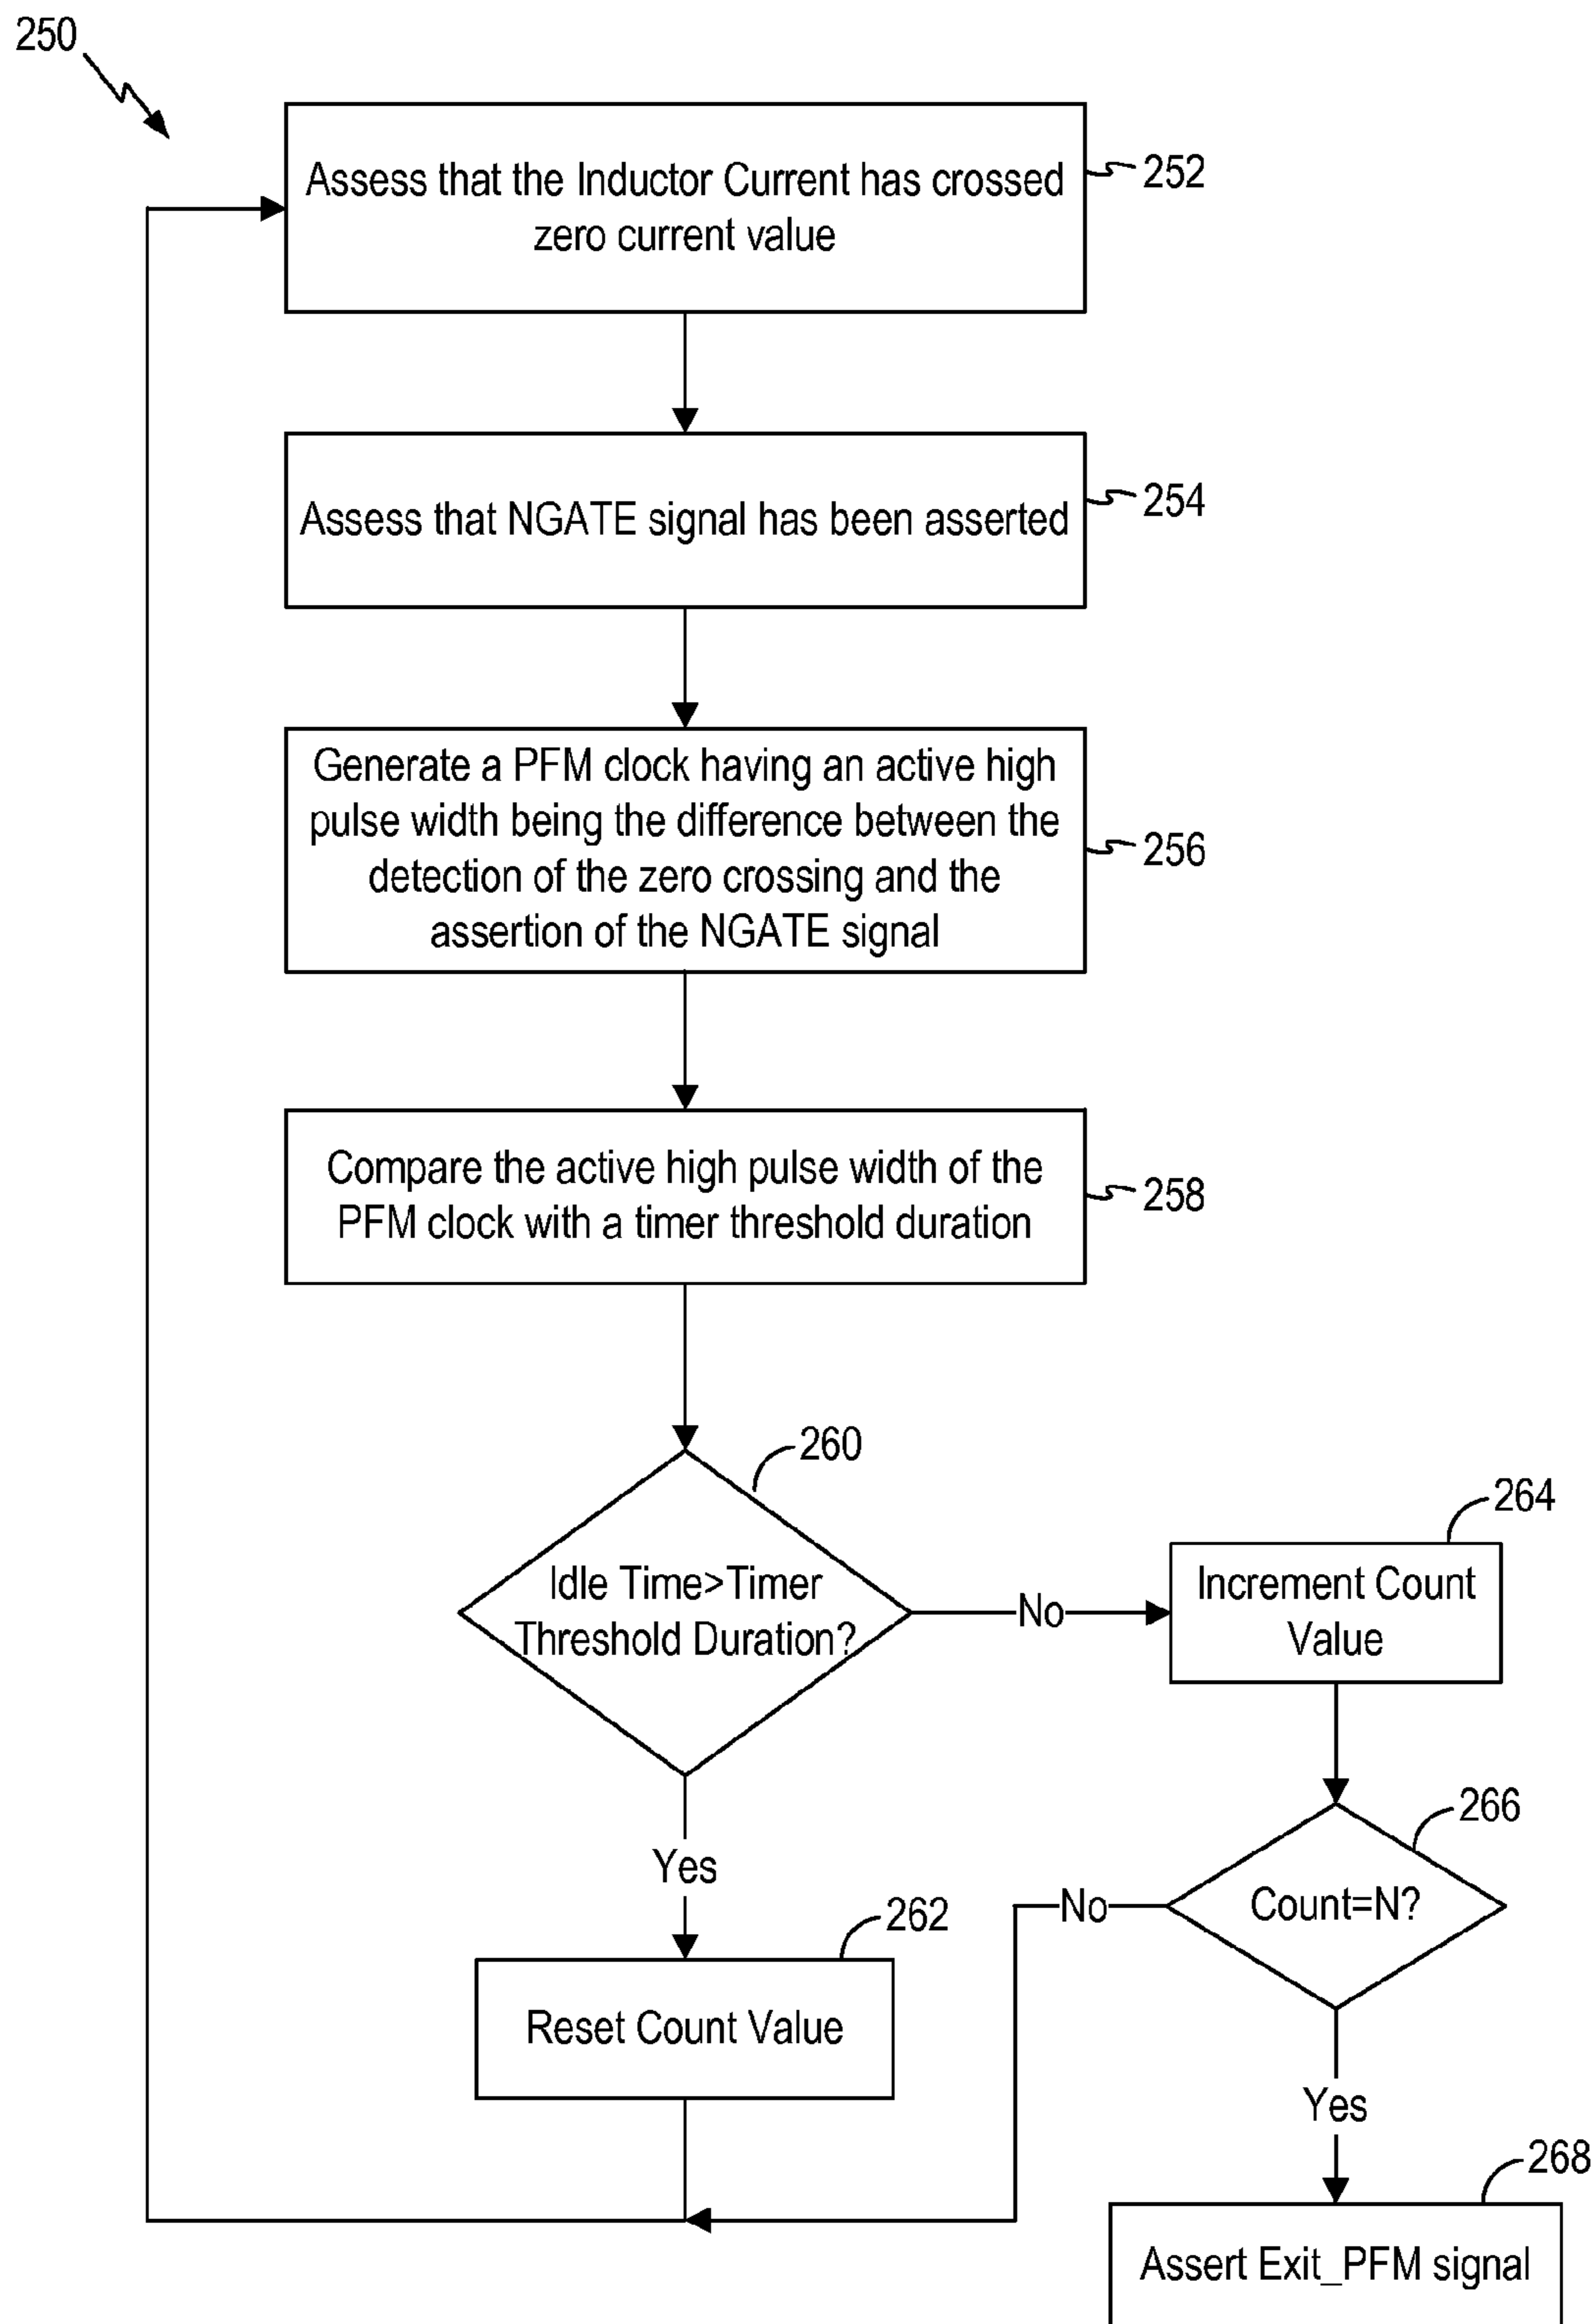 250
Assess that the Inductor Current has crossed
zero current value
252
Assess that NGATE signal has been asserted
254
Generate a PFM clock having an active high
pulse width being the difference between the
detection of the zero crossing and the
assertion of the NGATE signal
256
Compare the active high pulse width of the
PFM clock with a timer threshold duration
258
260
Idle Time>Timer
Threshold Duration?
No
264
Increment Count
Value
Yes
266
Count=N?
No
262
Reset Count Value
Yes
268
Assert Exit_PFM signal